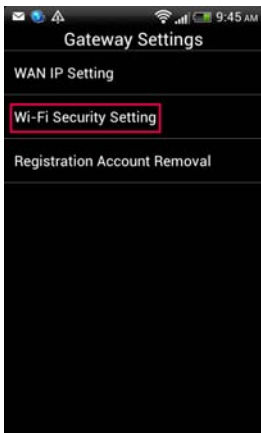 9:45 AM
Gateway Settings
WAN IP Setting
Wi-Fi Security Setting
Registration Account Removal